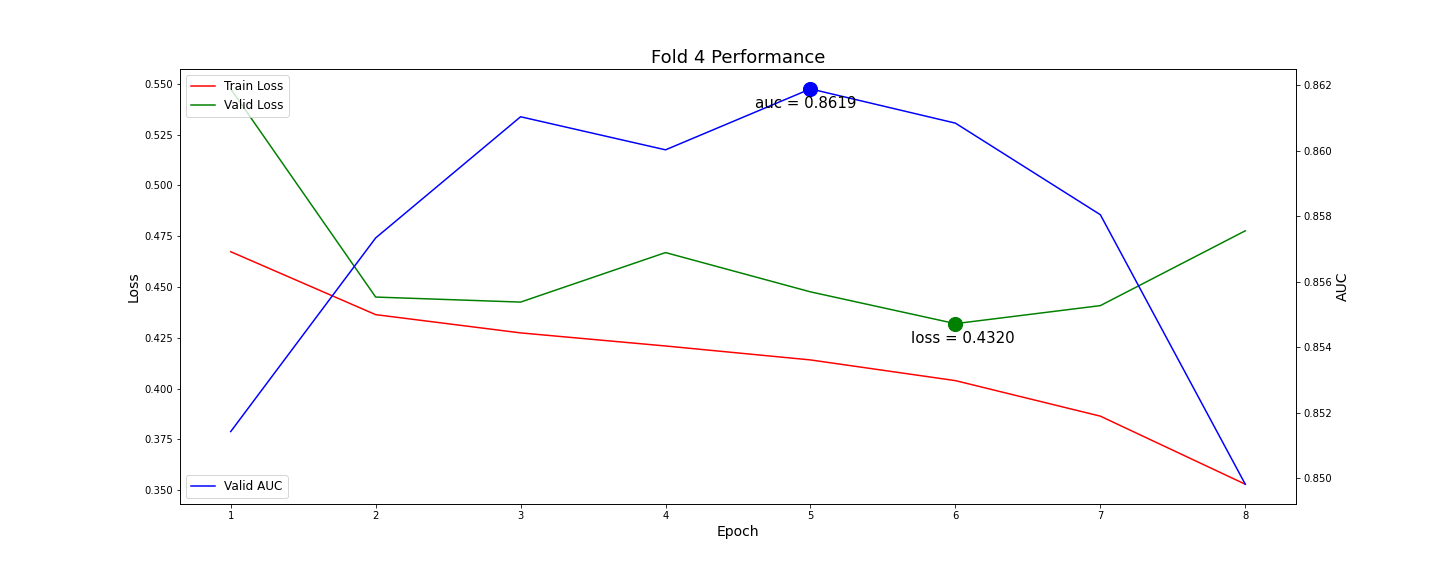 Fold 4 Performance
Train Loss
Valid Loss
Valid AUC
auc = 0.8619
loss = 0.4320
Loss
0.550
0.525
0.500
0.475
0.450
0.425
0.400
0.375
0.350
AUC
0.862
0.860
0.858
0.856
0.854
0.852
0.850
1 2 3 4 5 6 7 8
Epoch